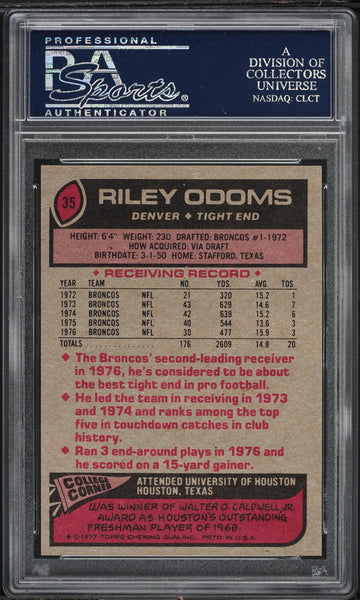 PROFESSIONAL
PSA
Sports
AUTHENTICATOR
A
DIVISION OF
COLLECTORS
UNIVERSE
NASDAQ: CLCT
35
RILEY ODOMS
DENVER • TIGHT END
HEIGHT: 6'4" WEIGHT: 230 DRAFTED: BRONCOS #1-1972
HOW ACQUIRED: VIA DRAFT
BIRTHDATE: 3-1-50 HOME: STAFFORD, TEXAS
• RECEIVING RECORD •
YEAR TEAM NO. YDS. AVG. TDS.
1972 BRONCOS NFL 21 320 15.2 1
1973 BRONCOS NFL 43 629 14.6 7
1974 BRONCOS NFL 42 639 15.2 6
1975 BRONCOS NFL 40 544 13.6 3
1976 BRONCOS NFL 30 477 15.9 3
TOTALS 176 2609 14.8 20
◆ The Broncos' second-leading receiver
in 1976, he's considered to be about
the best tight end in pro football.
◆ He led the team in receiving in 1973
and 1974 and ranks among the top
five in touchdown catches in club
history.
◆ Ran 3 end-around plays in 1976 and
he scored on a 15-yard gainer.
COLLEGE
CORNER
ATTENDED UNIVERSITY OF HOUSTON
HOUSTON, TEXAS
WAS WINNER OF WALTER O. CALDWELL, JR.
AWARD AS HOUSTON'S OUTSTANDING
FRESHMAN PLAYER OF 1968.
©1977 TOPPS CHEWING GUM, INC. PRTD. IN U.S.A.